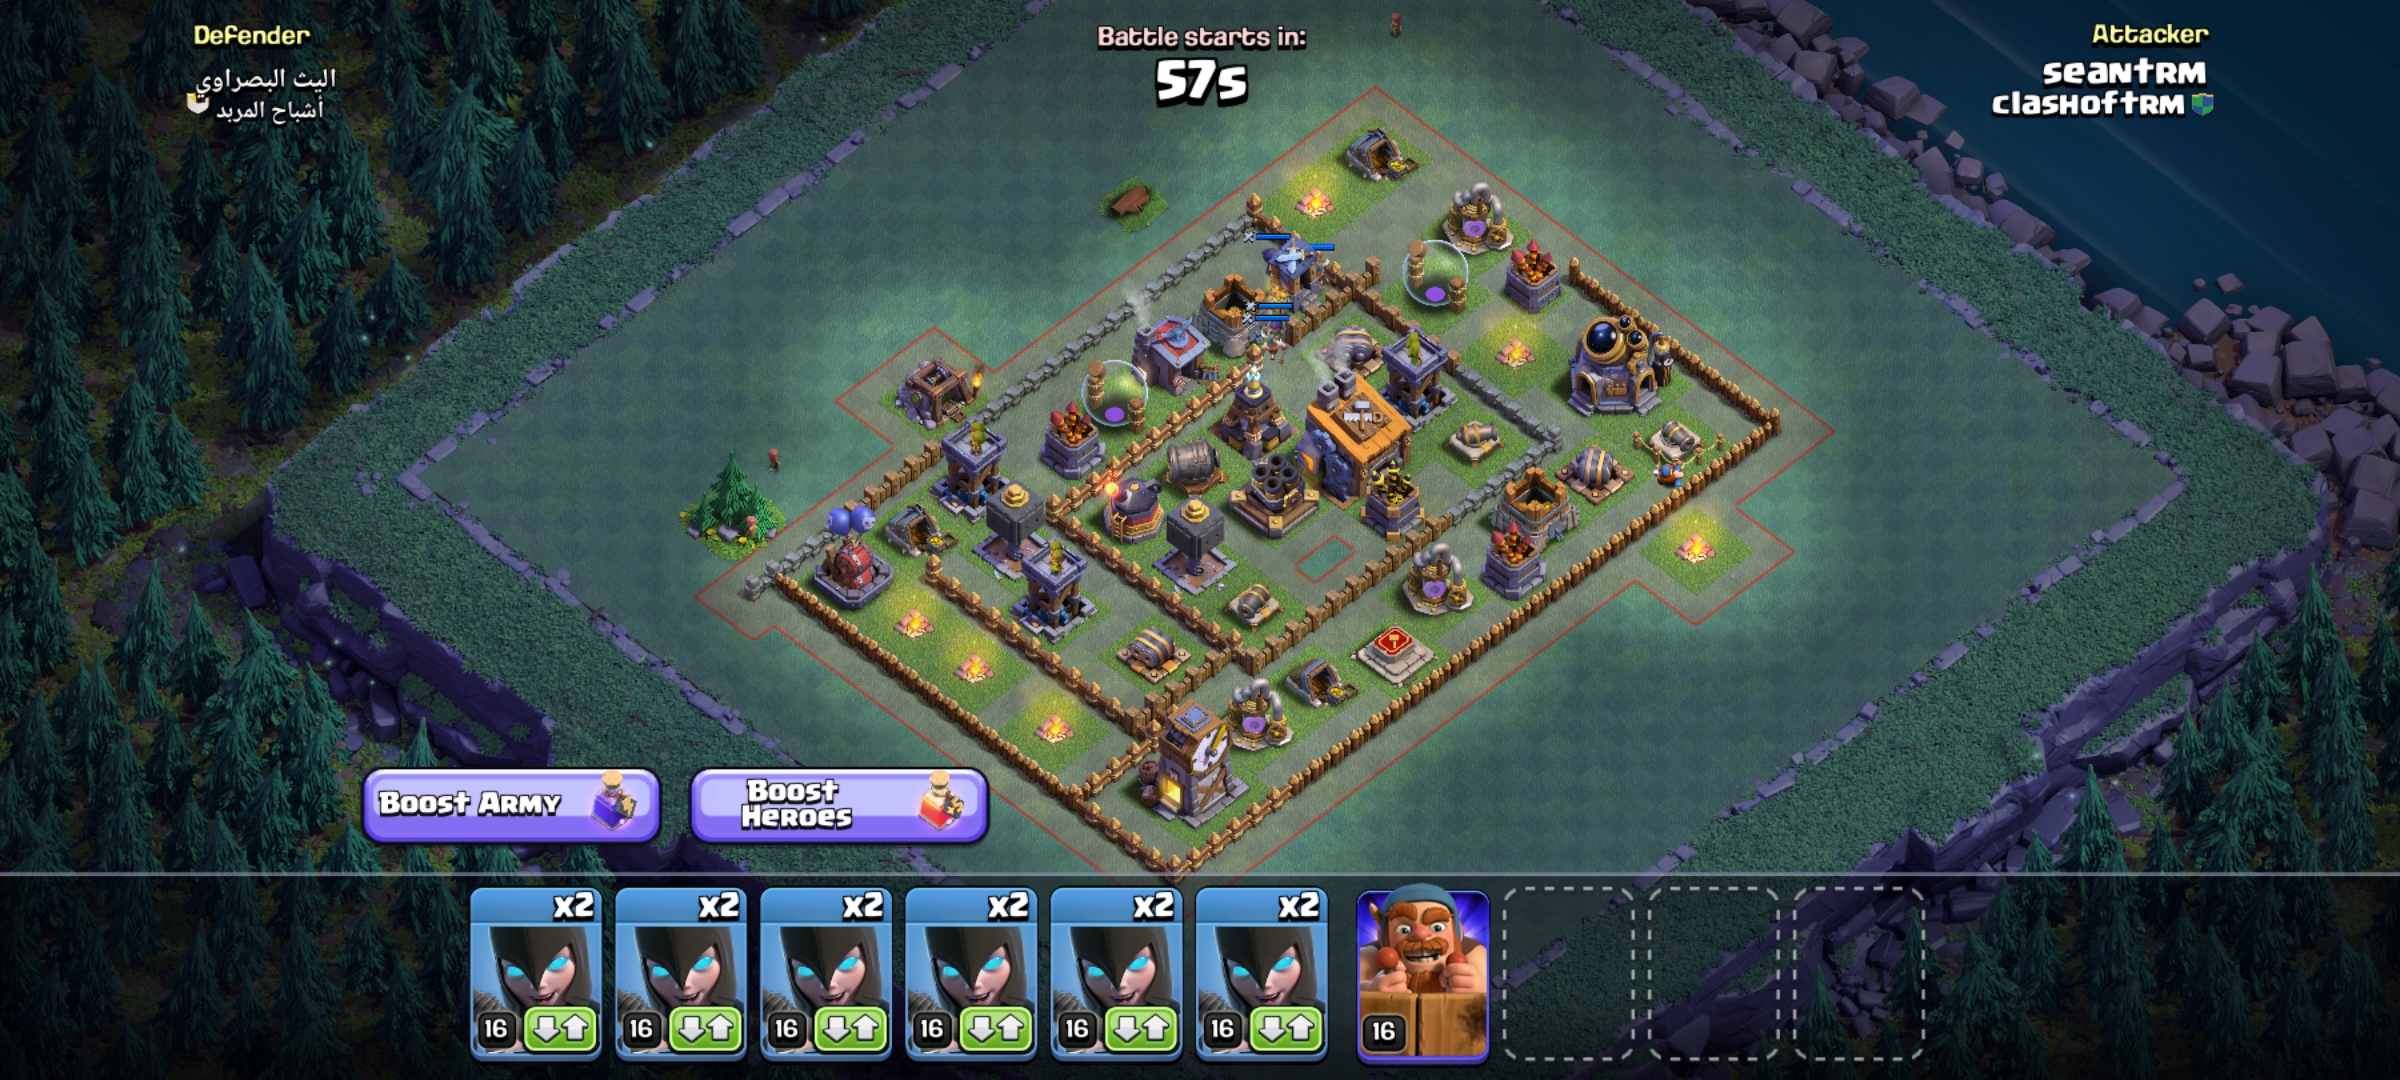 Defender
اليث البصراوي
أشباح المربد
Battle starts in:
57s
Attacker
seantRM
clashoftRM
Boost Army
Boost
Heroes
x2
x2
x2
x2
x2
x2
16
16
16
16
16
16
16